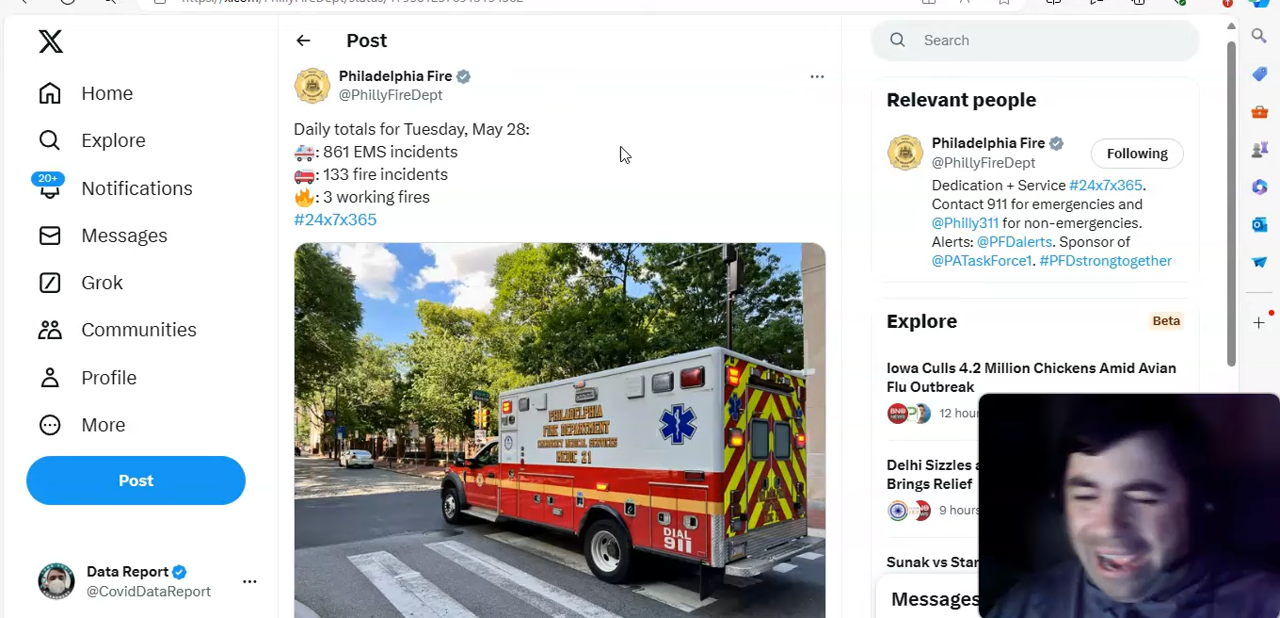 Post
Search
Philadelphia Fire
@PhillyFireDept
Daily totals for Tuesday, May 28:
: 861 EMS incidents
: 133 fire incidents
: 3 working fires
#24x7x365
PHILADELPHIA
FIRE DEPARTMENT
EMERGENCY MEDICAL SERVICES
MEDIC 21
DIAL
911
Home
Explore
20+
Notifications
Messages
Grok
Communities
Profile
More
Post
Data Report
@CovidDataReport
Relevant people
Philadelphia Fire
@PhillyFireDept
Following
Dedication + Service #24x7x365.
Contact 911 for emergencies and
@Philly311 for non-emergencies.
Alerts: @PFDalerts. Sponsor of
@PATaskForce1. #PFDstrongtogether
Explore
Beta
Iowa Culls 4.2 Million Chickens Amid Avian
Flu Outbreak
12 hour
Delhi Sizzles
Brings Relief
9 hours
Sunak vs Star
Messages